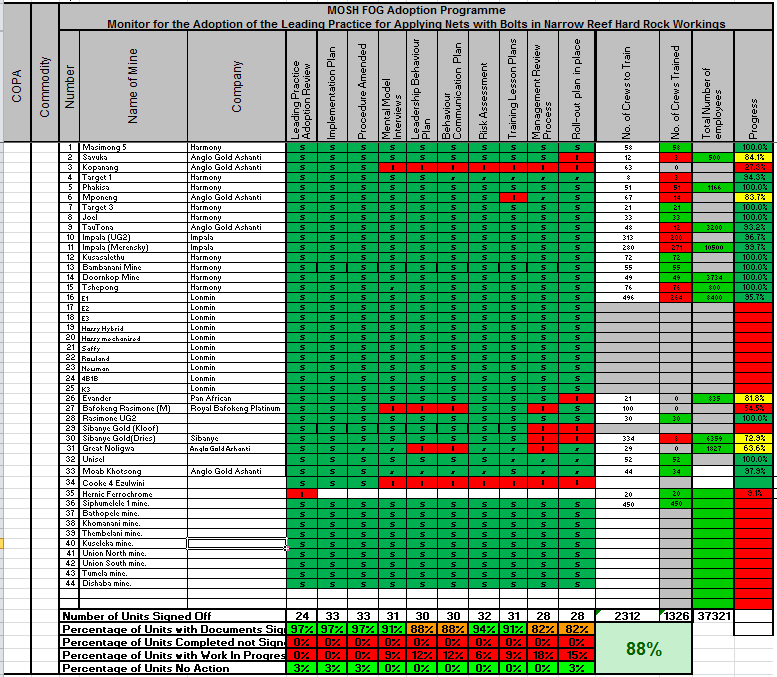 MOSH FOG Adoption Programme
Monitor for the Adoption of the Leading Practice for Applying Nets with Bolts in Narrow Reef Hard Rock Workings
COPA Commodity Number Name of Mine Company Leading Practice Adoption Review Implementation Plan Procedure Amended Mental Model Interviews Leadership Behaviour Plan Behaviour Communication Plan Risk Assessment Training Lesson Plans Management Review Process Roll-out plan in place No. of Crews to Train No. of Crews Trained Total Number of employees Progress
1 Masimong 5 Harmony S S S S S S S S S S 58 58 100.0%
2 Savuka Anglo Gold Ashanti S S S S S S S S S I 12 500 84.1%
3 Kopanang Anglo Gold Ashanti S S S I I I I I I I 63 0
4 Target 1 Harmony S S S S S S S 8 94.3%
5 Phakisa Harmony S S S S S S S S S S 51 51 1166 100.0%
6 Mponeng Anglo Gold Ashanti S S S S S S S I S 67 14 83.7%
7 Target 3 Harmony S S S S S S S S S S 21 21 100.0%
8 Joel Harmony S S S S S S S S S S 33 33 100.0%
9 TauTona Anglo Gold Ashanti S S S S S S S S S S 48 12 3200 93.2%
10 Impala (UG2) Impala S S S S S S S S S S 313 200 96.7%
11 Impala (Merensky) Impala S S S S S S S S S S 280 271 10500 99.7%
12 Kusasalethu Harmony S S S S S S S S S S 72 72 100.0%
13 Bambanani Mine Harmony S S S S S S S S S S 55 55 100.0%
14 Doornkop Mine Harmony S S S S S S S S S S 49 49 3734 100.0%
15 Tshepong Harmony S S S S S S S S S 76 76 800 100.0%
16 E1 Lonmin S S S S S S S S S S 496 264 8400 95.7%
17 E2 Lonmin S S S S S S S S S S
18 E3 Lonmin S S S S S S S S S S
19 Hossy Hybrid Lonmin S S S S S S S S S S
20 Hossy mechanised Lonmin S S S S S S S S S S
21 Saffy Lonmin S S S S S S S S S S
22 Rowland Lonmin S S S S S S S S S S
23 Newman Lonmin S S S S S S S S S S
24 4B1B Lonmin S S S S S S S S S S
25 K3 Lonmin S S S S S S S S S S
26 Evander Pan African S S S S S S S S S I 21 0 835 81.8%
27 Bafokeng Rasimone (M) Royal Bafokeng Platinum S S S I I I S S I S 100 0 54.5%
28 Rasimone UG2 S S S S S S S S S S 30 30 100.0%
29 Sibanye Gold (Kloof) S S S S S S S S I I
30 Sibanye Gold(Dries) Sibanye S S S S S S S S I I 334 8 6359 72.9%
31 Great Noligwa Anglo Gold Ashanti S S I I S I 29 0 1827 63.6%
32 Unisel S S S S S S 52 52 100.0%
33 Moab Khotsong Anglo Gold Ashanti S S S 44 34 97.9%
34 Cooke 4 Ezulwini S S S I I I I I I I
35 Hernic Ferrochrome I 20 20 9.1%
36 Siphumelele 1 mine. S S S S S S S S S S 450 450
37 Bathopele mine. S S S S S S S S S S
38 Khomanani mine. S S S S S S S S S S
39 Thembelani mine. S S S S S S S S S S
40 Kuseleka mine. S S S S S S S S S S
41 Union North mine. S S S S S S S S S S
42 Union South mine. S S S S S S S S S S
43 Tumela mine. S S S S S S S S S S
44 Dishaba mine. S S S S S S S S S S
Number of Units Signed Off 24 33 33 31 30 30 32 31 28 28 2312 1326 37321
Percentage of Units with Documents Sig 97% 97% 97% 91% 88% 88% 94% 91% 82% 82%
Percentage of Units Completed not Sign 0% 0% 0% 0% 0% 0% 0% 0% 0% 0%
88%
Percentage of Units with Work In Progres 0% 0% 0% 9% 12% 12% 6% 9% 18% 15%
Percentage of Units No Action 3% 3% 3% 0% 0% 0% 0% 0% 0% 3%